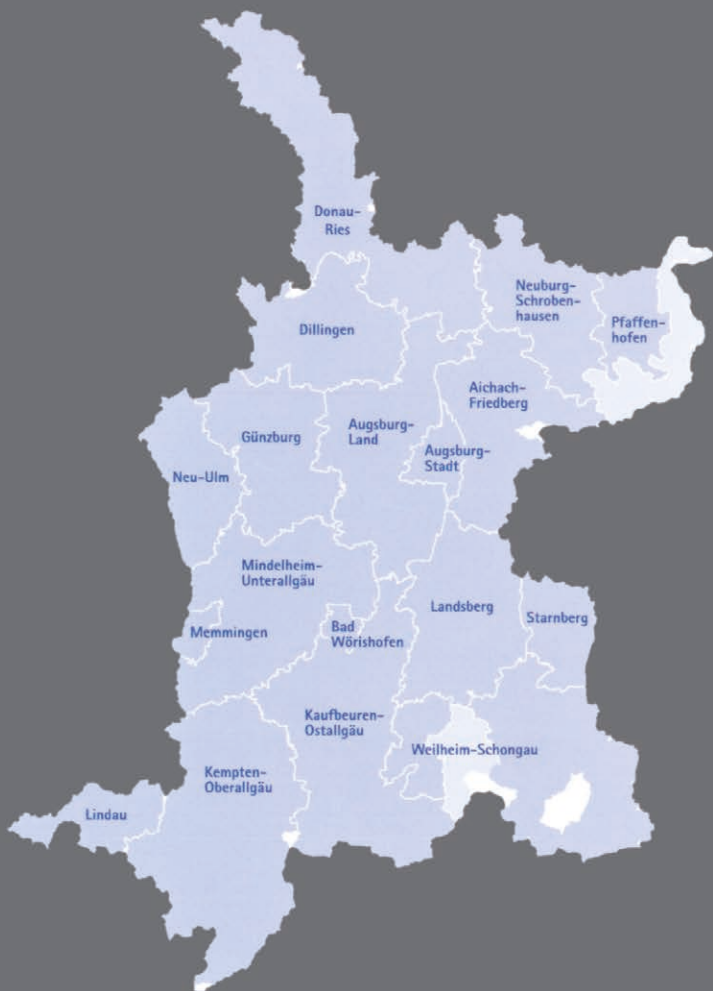 Donau-
Ries
Neuburg-
Schroben-
hausen
Pfaffen-
hofen
Dillingen
Aichach-
Friedberg
Augsburg-
Land
Günzburg
Augsburg-
Stadt
Neu-Ulm
Mindelheim-
Unterallgäu
Landsberg
Starnberg
Memmingen
Bad
Wörishofen
Kaufbeuren-
Ostallgäu
Weilheim-Schongau
Kempten-
Oberallgäu
Lindau